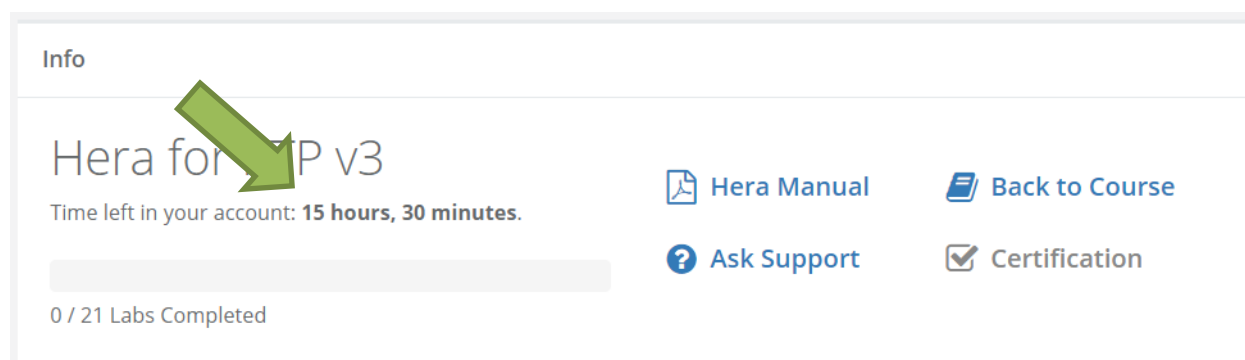 Info
Hera for P v3
Time left in your account: 15 hours, 30 minutes.
0 / 21 Labs Completed
Hera Manual
Back to Course
Ask Support
Certification